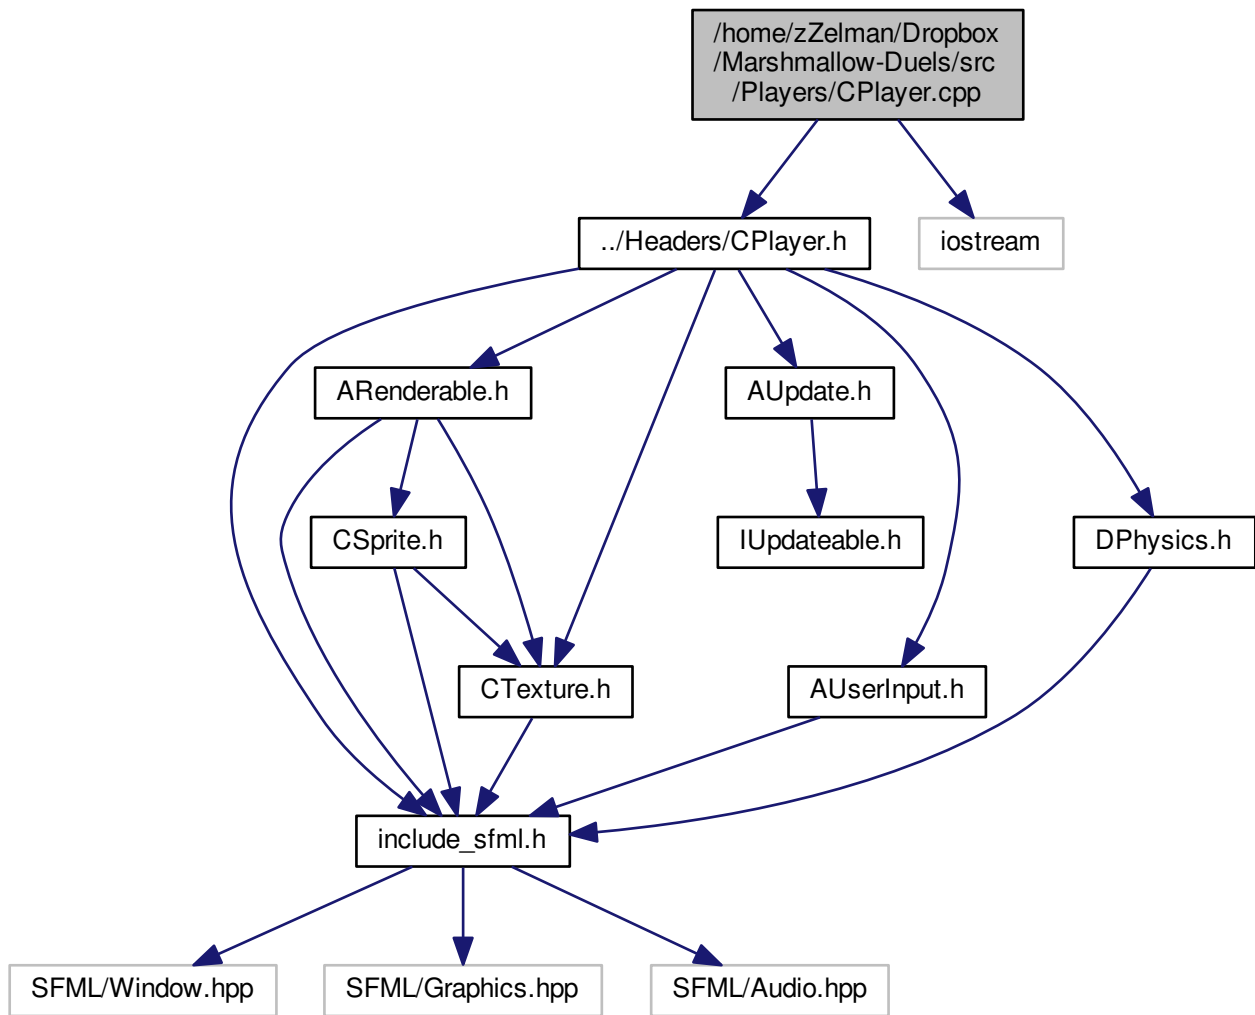 /home/zZelman/Dropbox
/Marshmallow-Duels/src
/Players/CPlayer.cpp
../Headers/CPlayer.h
iostream
ARenderable.h
AUpdate.h
CSprite.h
IUpdateable.h
DPhysics.h
CTexture.h
AUserInput.h
include_sfml.h
SFML/Window.hpp
SFML/Graphics.hpp
SFML/Audio.hpp